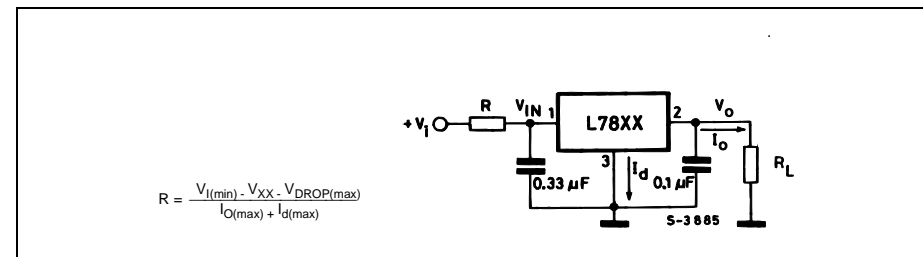 R
V_IN
1
L78XX
2
V_o
+V_i
I_o
3
I_d
R_L
0.33 µF
0.1 µF
R = (V_I(min) - V_XX - V_DROP(max)) / (I_O(max) + I_d(max))
S-3885